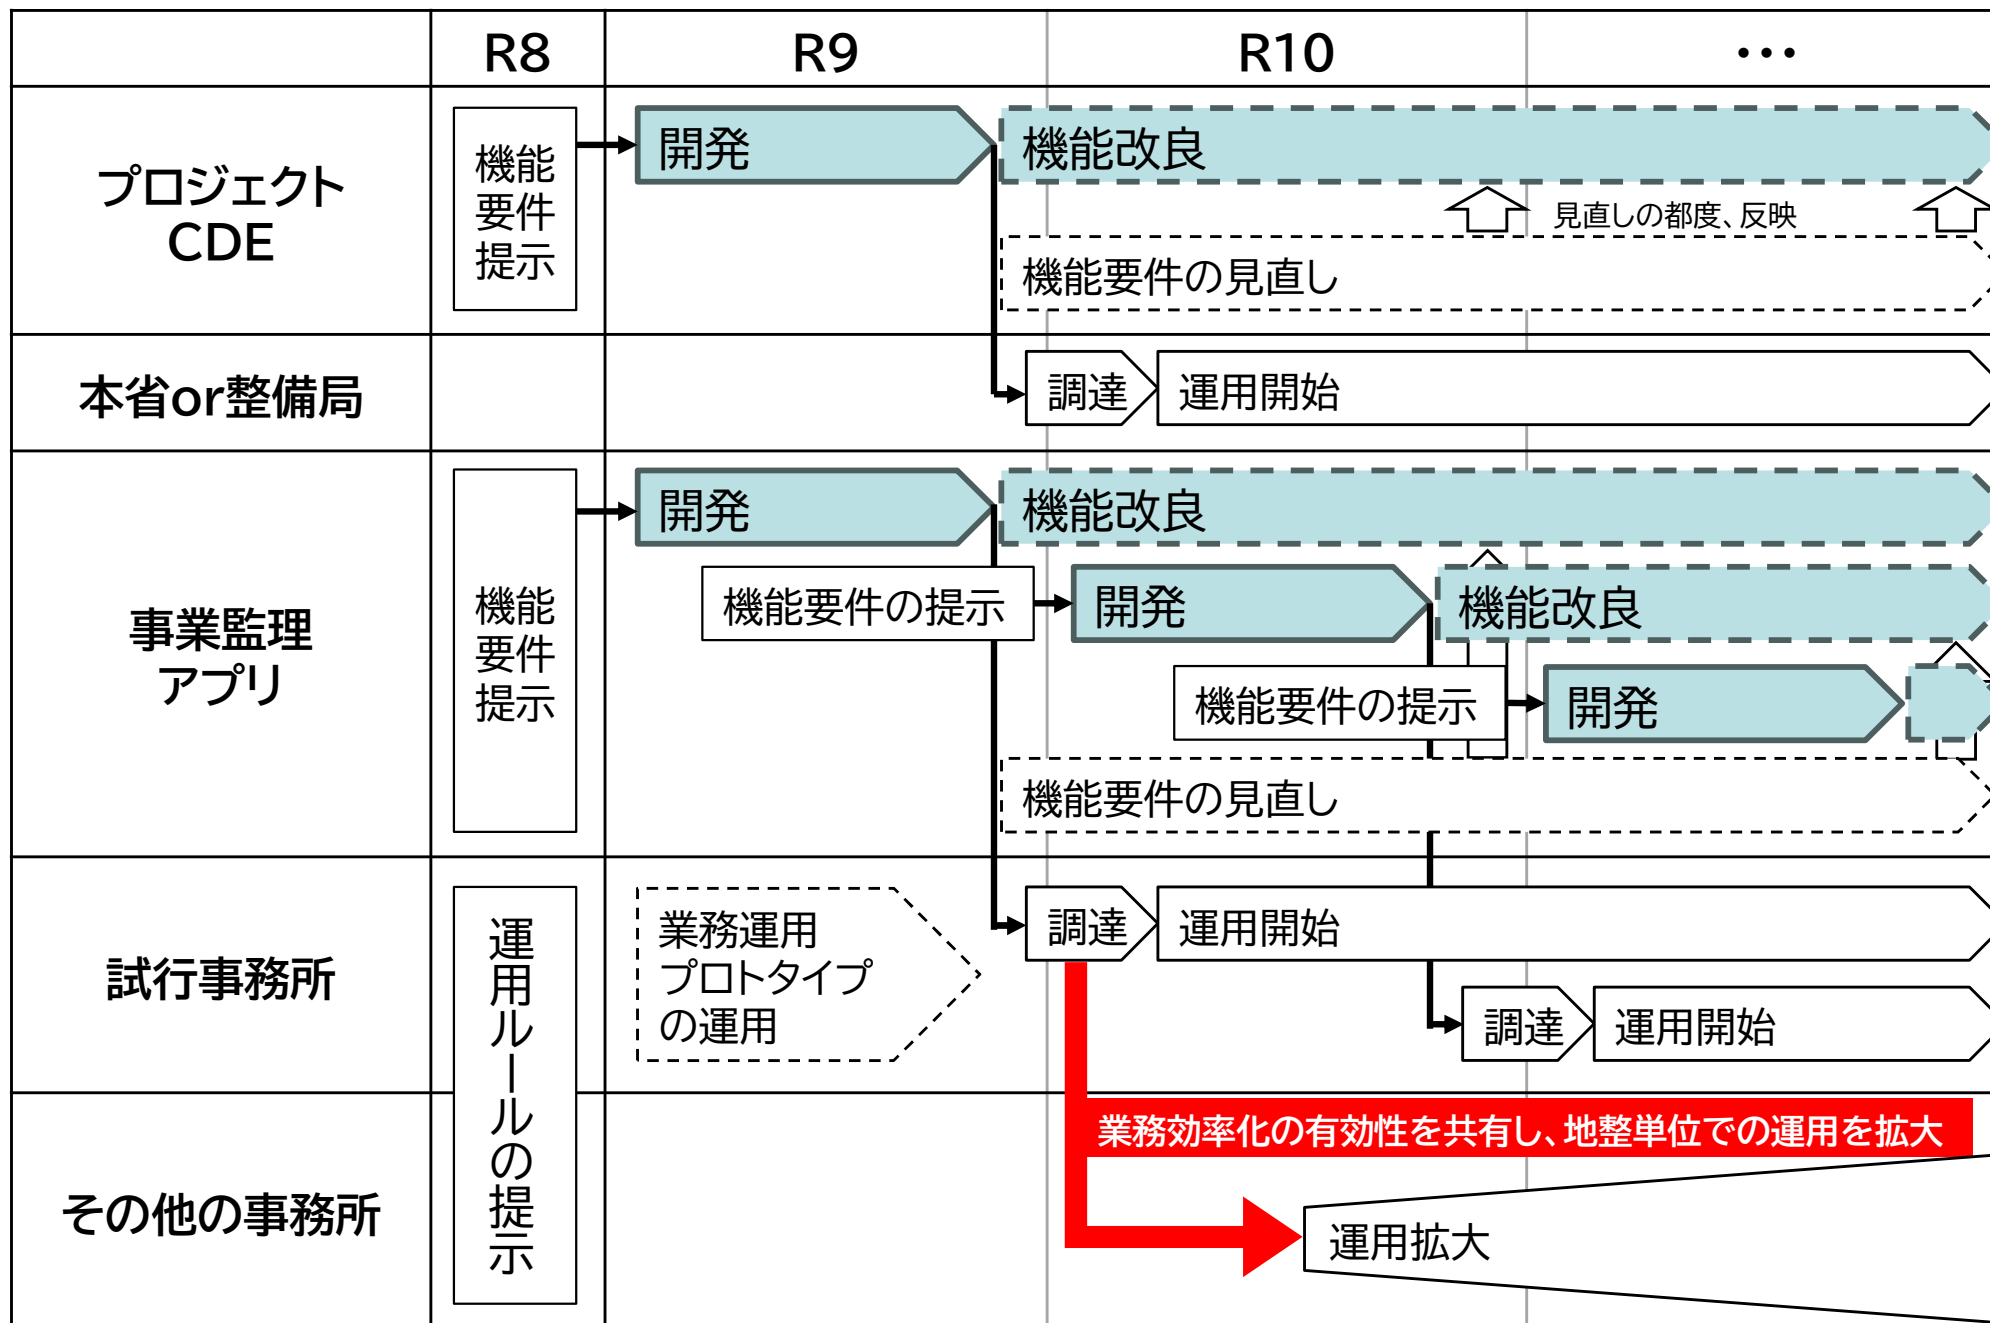 R8
R9
R10
…
プロジェクト
CDE
機能
要件
提示
開発
機能改良
見直しの都度、反映
機能要件の見直し
本省or整備局
調達
運用開始
事業監理
アプリ
機能
要件
提示
開発
機能改良
機能要件の提示
開発
機能改良
機能要件の提示
開発
機能要件の見直し
試行事務所
運用ルールの提示
業務運用
プロトタイプ
の運用
調達
運用開始
調達
運用開始
その他の事務所
業務効率化の有効性を共有し、地整単位での運用を拡大
運用拡大